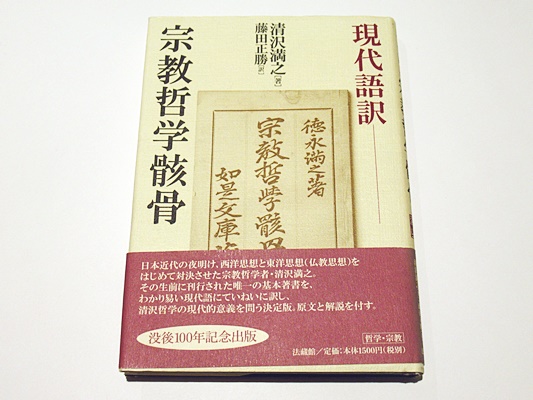 現代語訳
清沢満之[著]
藤田正勝[訳]
宗教哲学骸骨
徳永満之著
宗教哲學骸
如是文庫
日本近代の夜明け、西洋思想と東洋思想(仏教思想)を
はじめて対決させた宗教哲学者・清沢満之。
その生前に刊行された唯一の基本著書を、
わかり易い現代語にていねいに訳し、
清沢哲学の現代的意義を問う決定版。原文と解説を付す。
没後100年記念出版
哲学・宗教
法藏館/定価:本体1500円(税別)